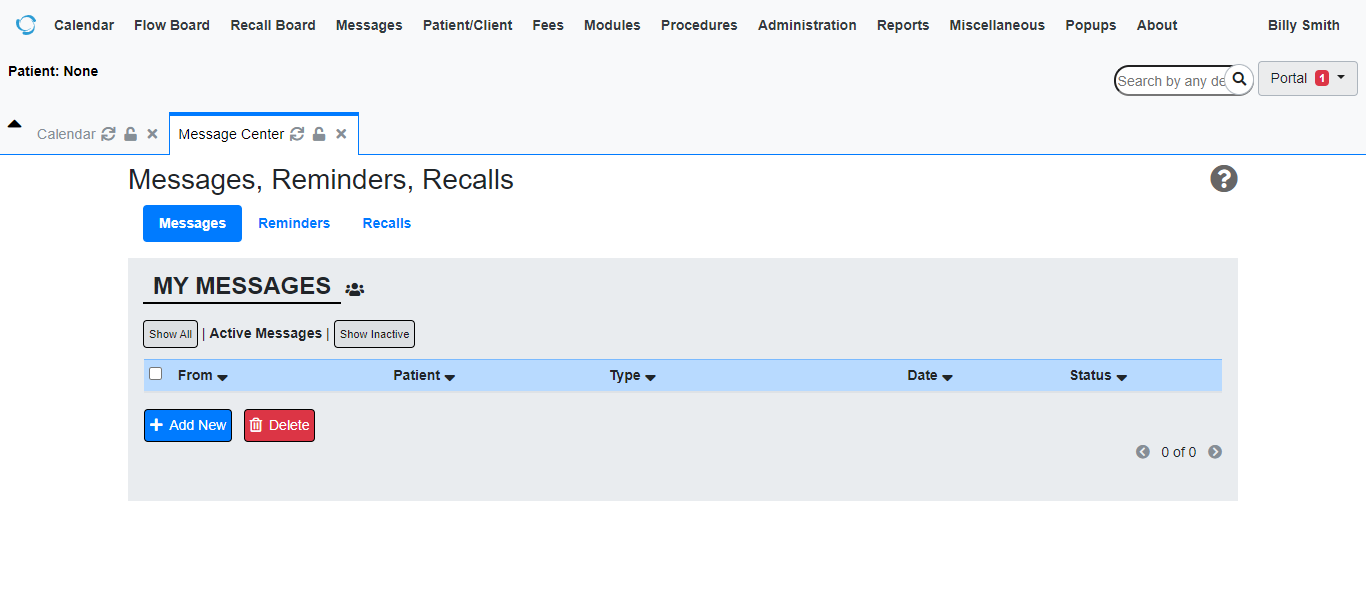 Calendar Flow Board Recall Board Messages Patient/Client Fees Modules Procedures Administration Reports Miscellaneous Popups About Billy Smith
Patient: None
Search by any de Portal 1
Calendar Message Center
Messages, Reminders, Recalls
Messages Reminders Recalls
MY MESSAGES
Show All | Active Messages | Show Inactive
From Patient Type Date Status
Add New Delete
0 of 0